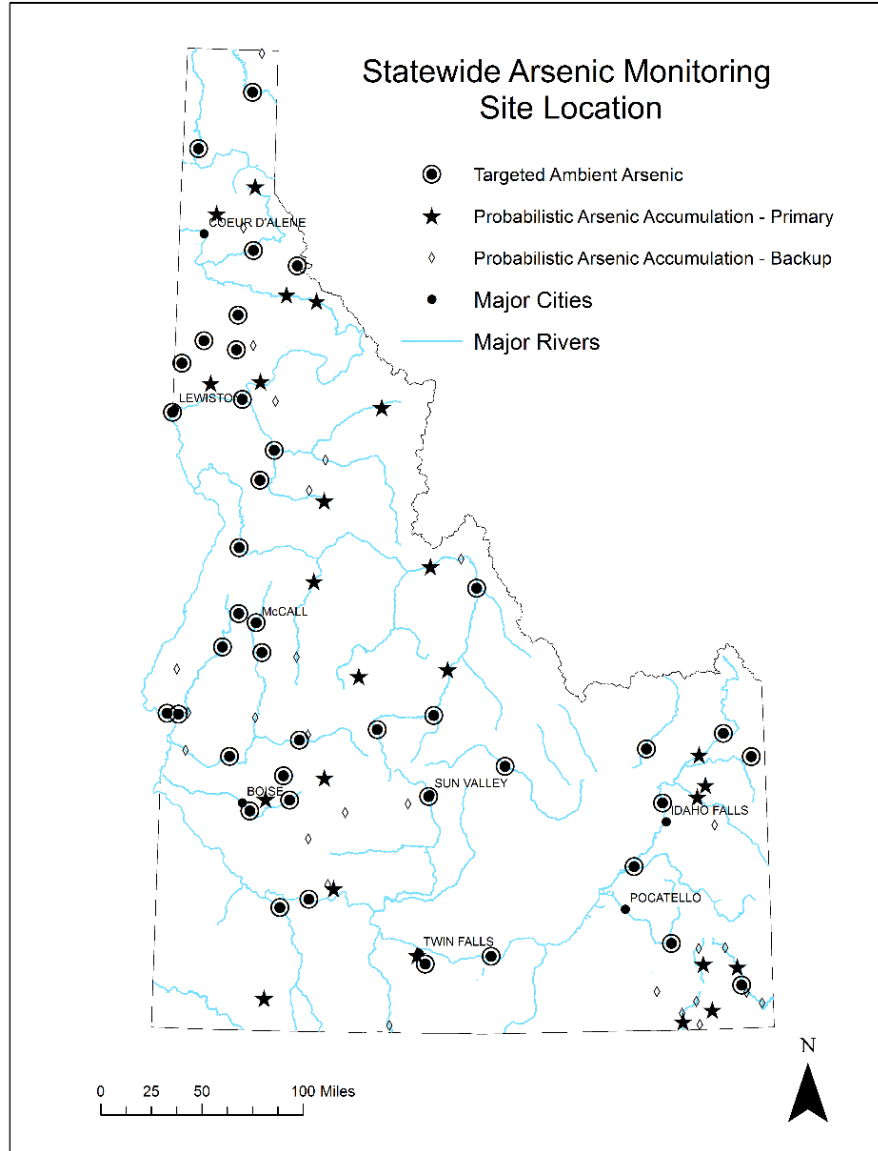 Statewide Arsenic Monitoring
Site Location
Targeted Ambient Arsenic
Probabilistic Arsenic Accumulation - Primary
Probabilistic Arsenic Accumulation - Backup
Major Cities
Major Rivers
COEUR D'ALENE
LEWISTON
McCALL
SUN VALLEY
BOISE
IDAHO FALLS
POCATELLO
TWIN FALLS
N
0 25 50 100 Miles